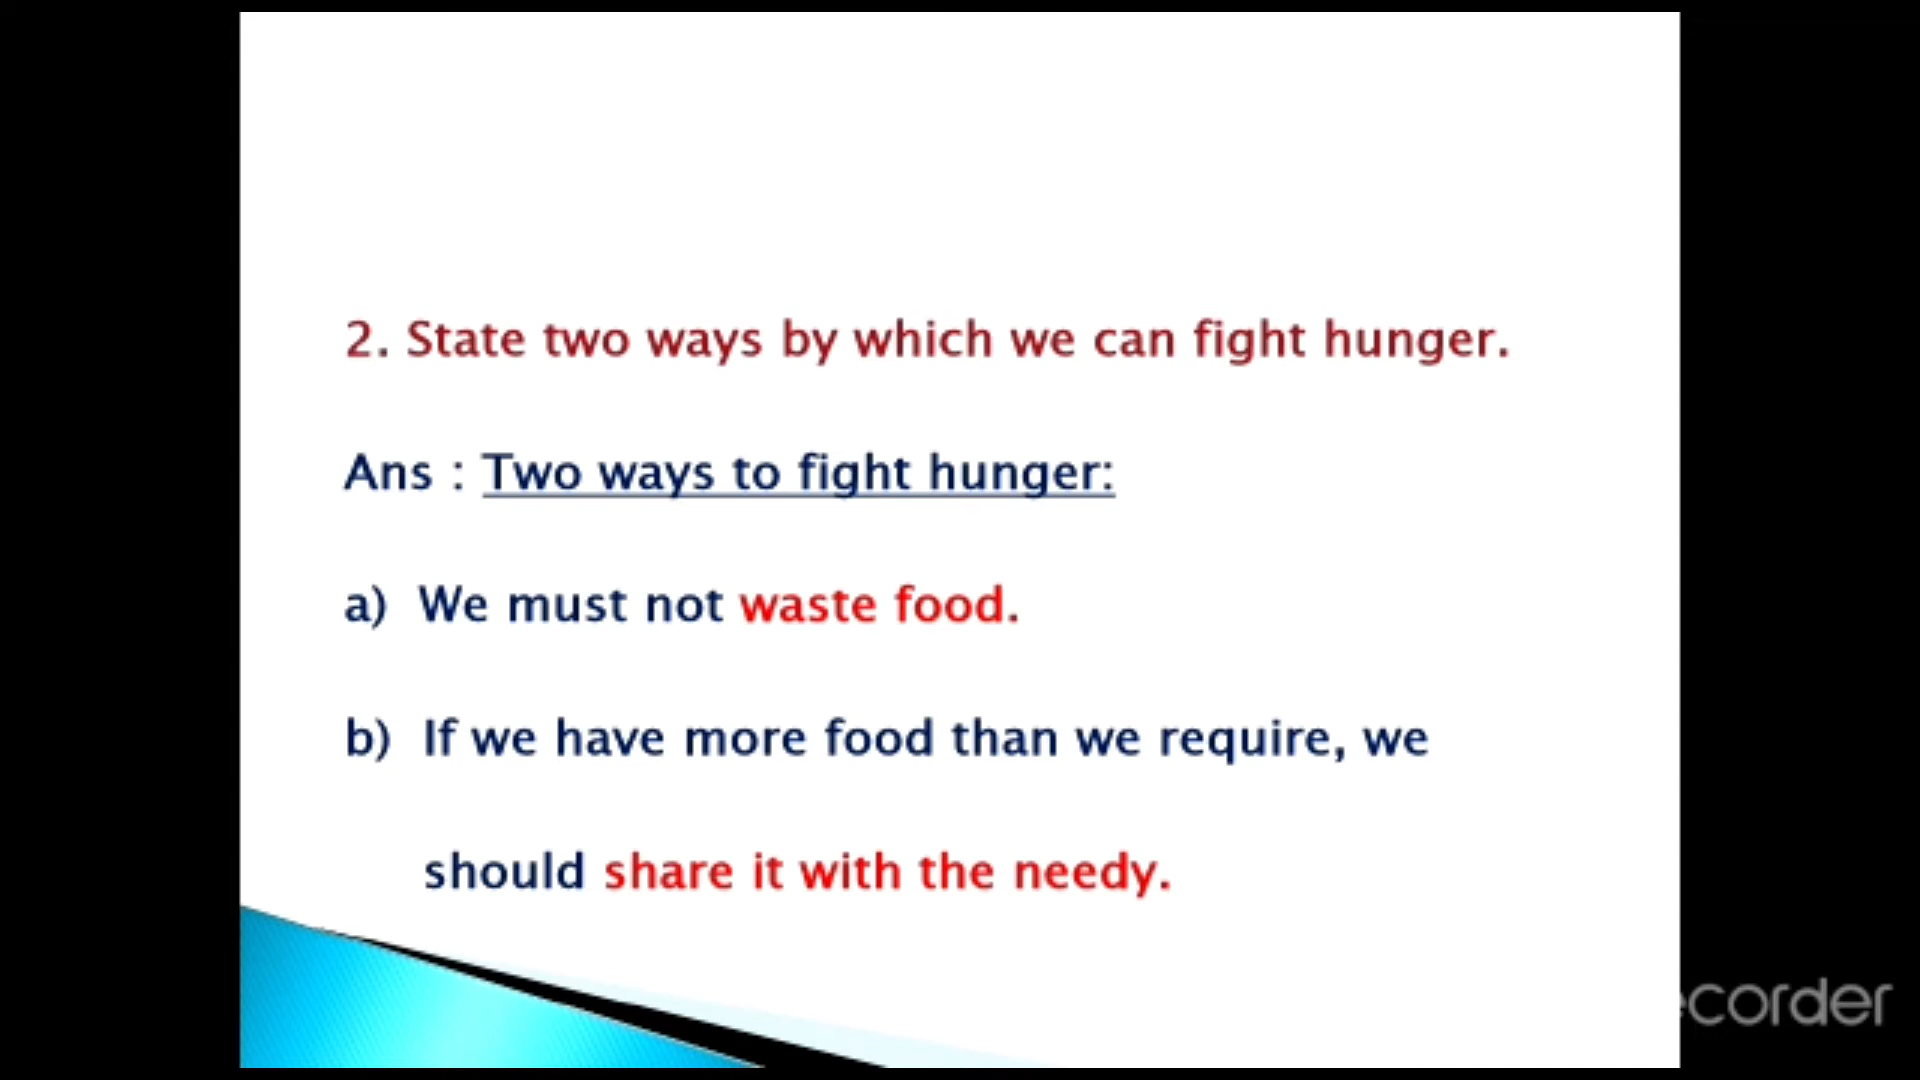 2. State two ways by which we can fight hunger.
Ans : Two ways to fight hunger:
a) We must not waste food.
b) If we have more food than we require, we
should share it with the needy.